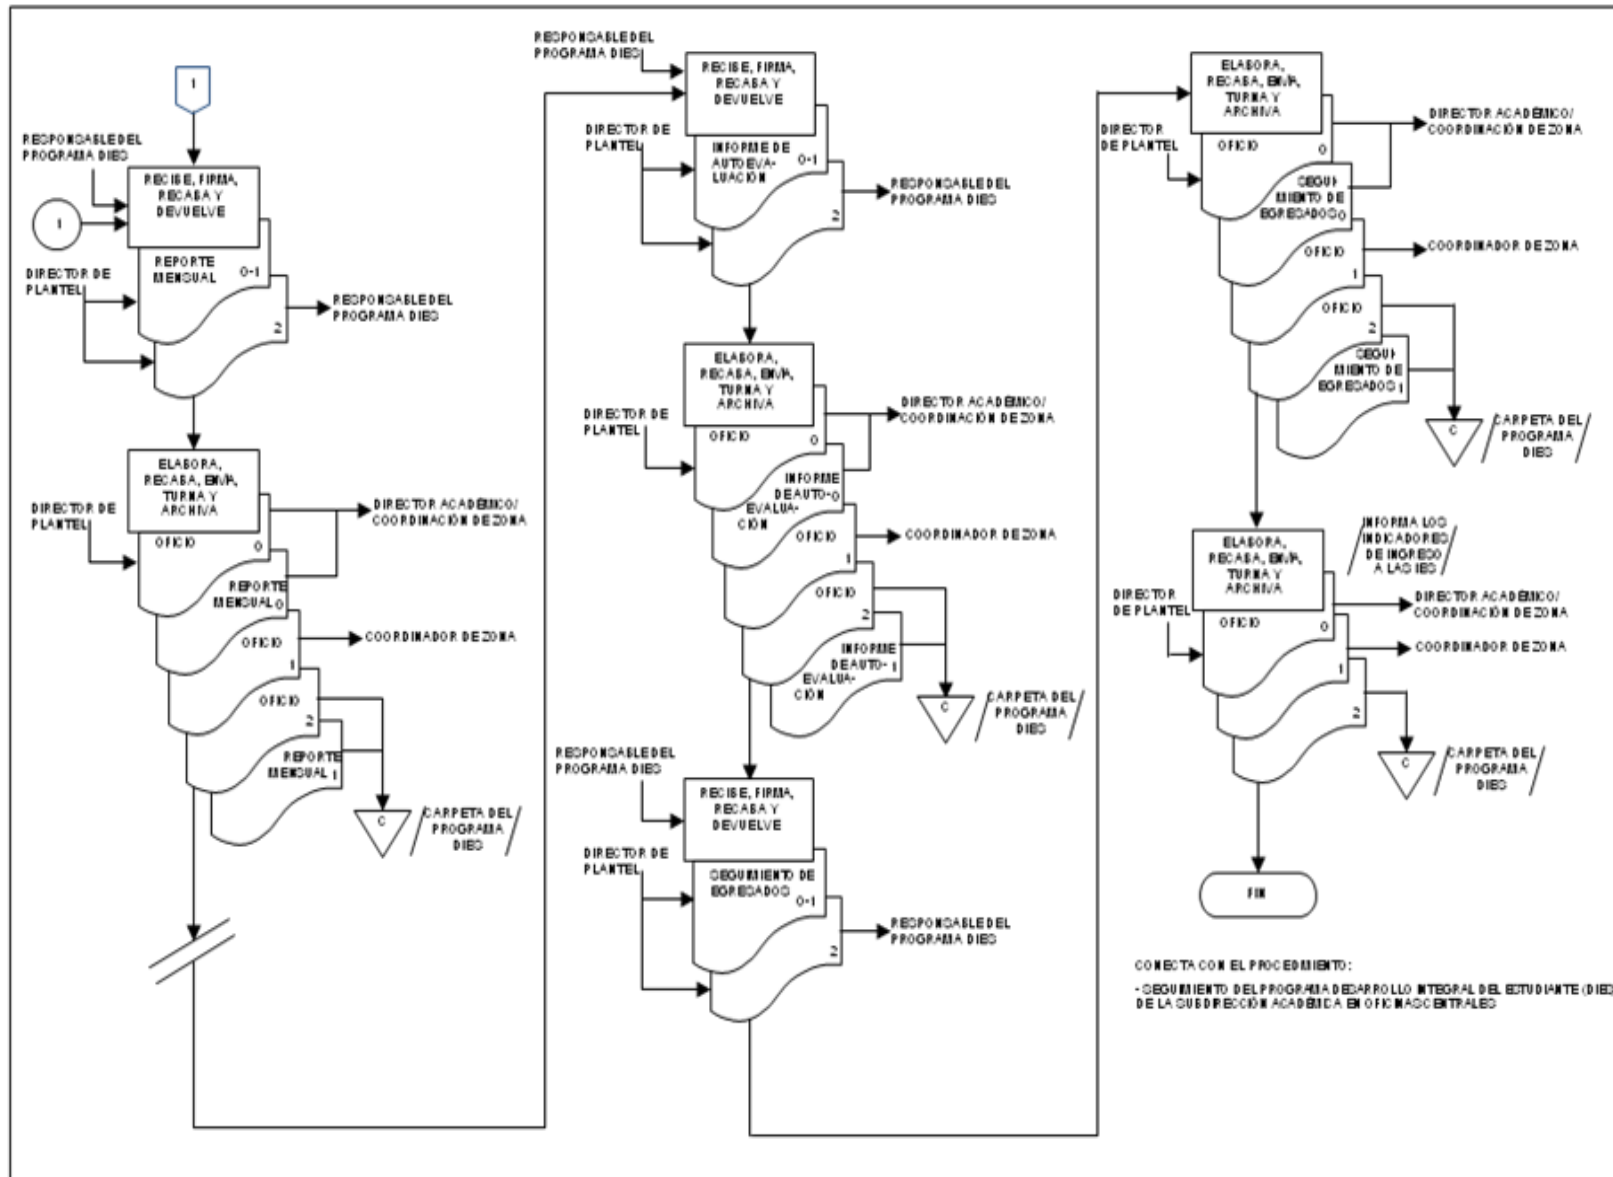 1
RESPONSABLE DEL
PROGRAMA DIES
RECIBE, FIRMA,
RECABA Y
DEVUELVE
1
REPORTE
MENSUAL
0-1
DIRECTOR DE
PLANTEL
2
RESPONSABLE DEL
PROGRAMA DIES
ELABORA,
RECABA, ENVÍA,
TURNA Y
ARCHIVA
DIRECTOR
DE PLANTEL
DIRECTOR ACADÉMICO/
COORDINACIÓN DE ZONA
OFICIO
0
REPORTE
MENSUAL 0
OFICIO
1
COORDINADOR DE ZONA
OFICIO
2
REPORTE
MENSUAL 1
C
CARPETA DEL
PROGRAMA
DIES
RESPONSABLE DEL
PROGRAMA DIES
RECIBE, FIRMA,
RECABA Y
DEVUELVE
DIRECTOR DE
PLANTEL
INFORME DE
AUTOEVA-
LUACIÓN
0-1
2
RESPONSABLE DEL
PROGRAMA DIES
ELABORA,
RECABA, ENVÍA,
TURNA Y
ARCHIVA
DIRECTOR DE
PLANTEL
DIRECTOR ACADÉMICO/
COORDINACIÓN DE ZONA
OFICIO
0
INFORME
DE AUTO- 0
EVALUA-
CIÓN
OFICIO
1
COORDINADOR DE ZONA
OFICIO
2
INFORME
DE AUTO- 1
EVALUA-
CIÓN
C
CARPETA DEL
PROGRAMA
DIES
RESPONSABLE DEL
PROGRAMA DIES
RECIBE, FIRMA,
RECABA Y
DEVUELVE
DIRECTOR DE
PLANTEL
SEGUIMIENTO DE
EGRESADOS
0-1
2
RESPONSABLE DEL
PROGRAMA DIES
ELABORA,
RECABA, ENVÍA,
TURNA Y
ARCHIVA
DIRECTOR
DE PLANTEL
DIRECTOR ACADÉMICO/
COORDINACIÓN DE ZONA
OFICIO
0
SEGUI-
MIENTO DE
EGRESADOS 0
OFICIO
1
COORDINADOR DE ZONA
OFICIO
2
SEGUI-
MIENTO DE
EGRESADOS 1
C
CARPETA DEL
PROGRAMA
DIES
ELABORA,
RECABA, ENVÍA,
TURNA Y
ARCHIVA
INFORMA LOS
INDICADORES
DE INGRESO
A LAS IES
DIRECTOR
DE PLANTEL
DIRECTOR ACADÉMICO/
COORDINACIÓN DE ZONA
OFICIO
0
COORDINADOR DE ZONA
1
2
C
CARPETA DEL
PROGRAMA
DIES
FIN
CONECTA CON EL PROCEDIMIENTO:
- SEGUIMIENTO DEL PROGRAMA DESARROLLO INTEGRAL DEL ESTUDIANTE (DIES)
DE LA SUBDIRECCIÓN ACADÉMICA EN OFICINAS CENTRALES